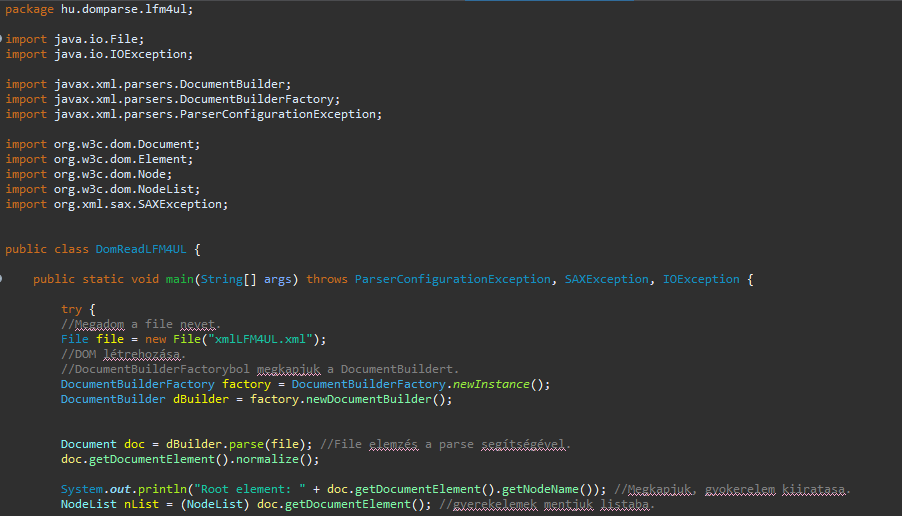 package hu.domparse.lfm4ul;
import java.io.File;
import java.io.IOException;
import javax.xml.parsers.DocumentBuilder;
import javax.xml.parsers.DocumentBuilderFactory;
import javax.xml.parsers.ParserConfigurationException;
import org.w3c.dom.Document;
import org.w3c.dom.Element;
import org.w3c.dom.Node;
import org.w3c.dom.NodeList;
import org.xml.sax.SAXException;
public class DomReadLFM4UL {
public static void main(String[] args) throws ParserConfigurationException, SAXException, IOException {
try {
//Megadom a file nevet.
File file = new File("xmlLFM4UL.xml");
//DOM létrehozása.
//DocumentBuilderFactorybol megkapjuk a DocumentBuildert.
DocumentBuilderFactory factory = DocumentBuilderFactory.newInstance();
DocumentBuilder dBuilder = factory.newDocumentBuilder();
Document doc = dBuilder.parse(file); //File elemzés a parse segítségével.
doc.getDocumentElement().normalize();
System.out.println("Root element: " + doc.getDocumentElement().getNodeName()); //Megkapjuk, gyokerelem kiiratasa.
NodeList nList = (NodeList) doc.getDocumentElement(); //gyerekelemek mentjuk listaba.